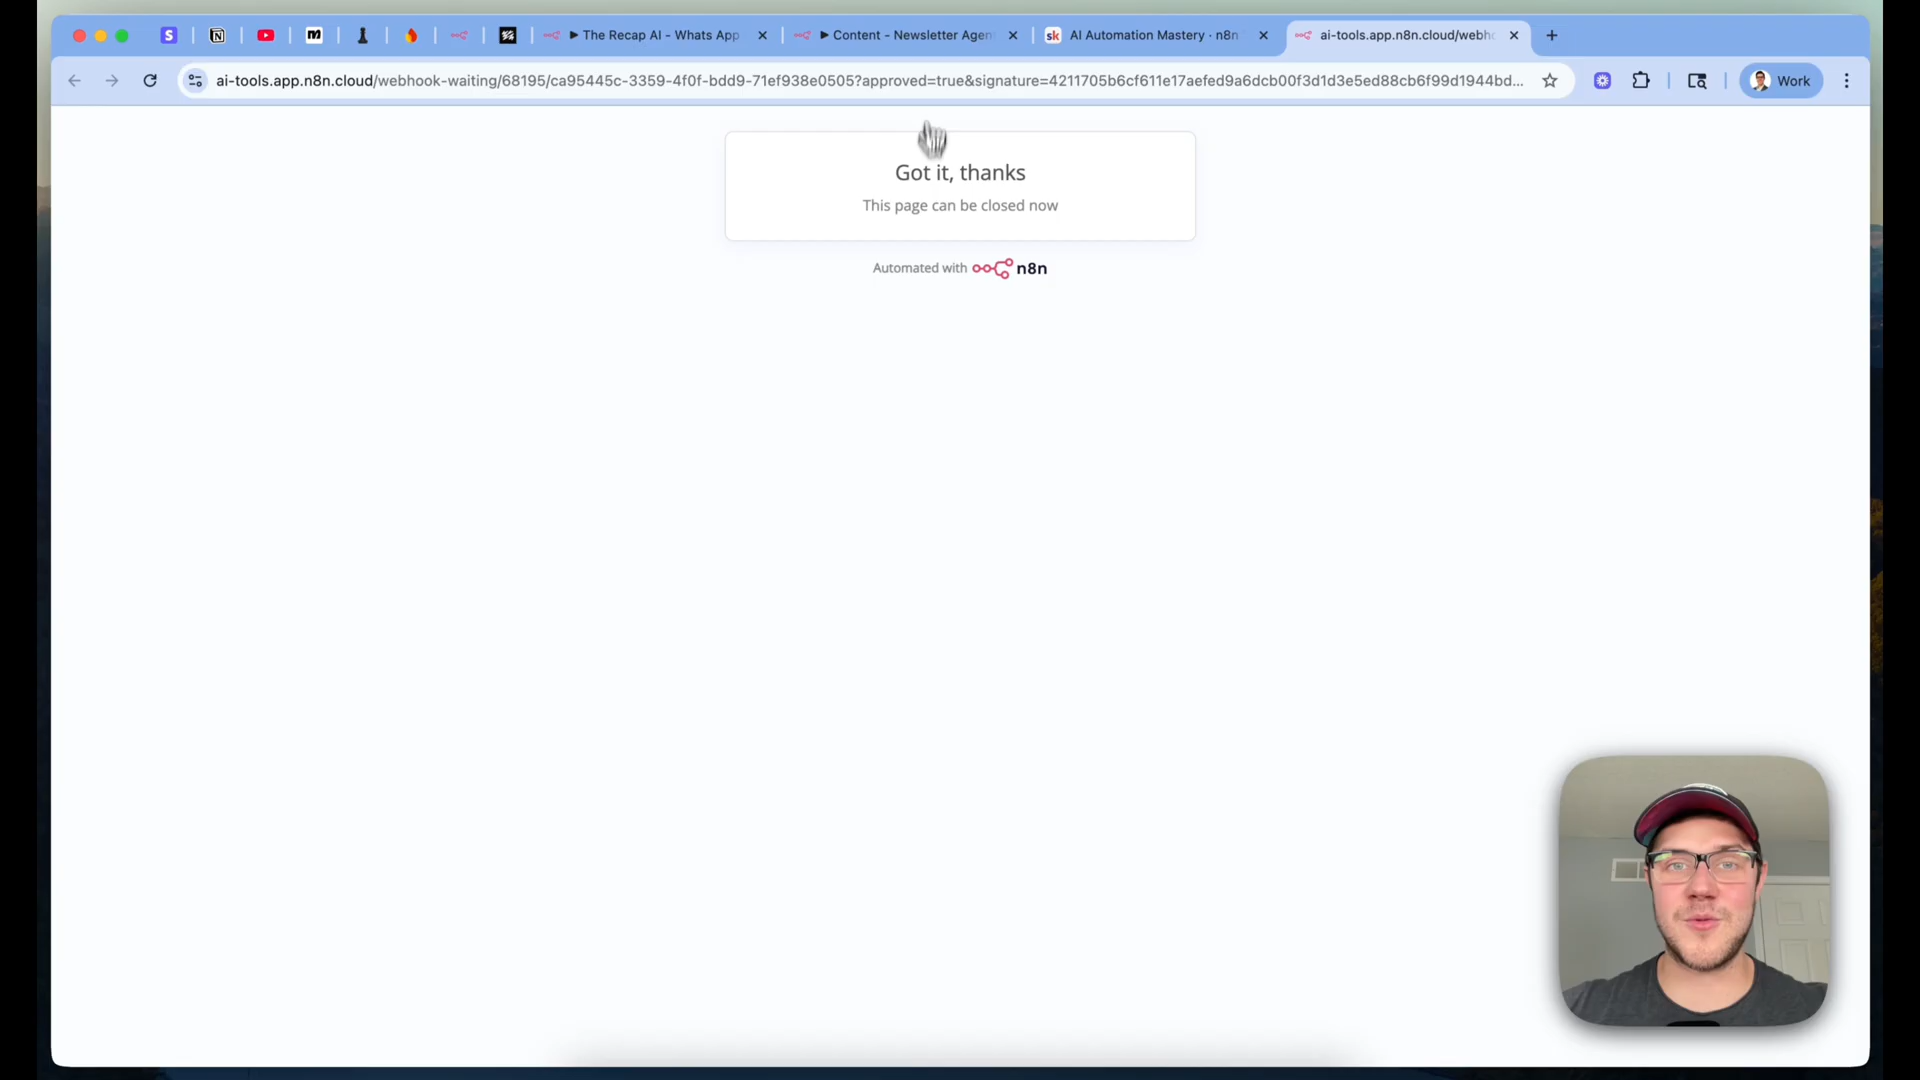 S
N
▶ The Recap AI - Whats App
▶ Content - Newsletter Agen
sk
AI Automation Mastery · n8n
ai-tools.app.n8n.cloud/webho
ai-tools.app.n8n.cloud/webhook-waiting/68195/ca95445c-3359-4f0f-bdd9-71ef938e0505?approved=true&signature=4211705b6cf611e17aefed9a6dcb00f3d1d3e5ed88cb6f99d1944bd...
Work
Got it, thanks
This page can be closed now
Automated with n8n